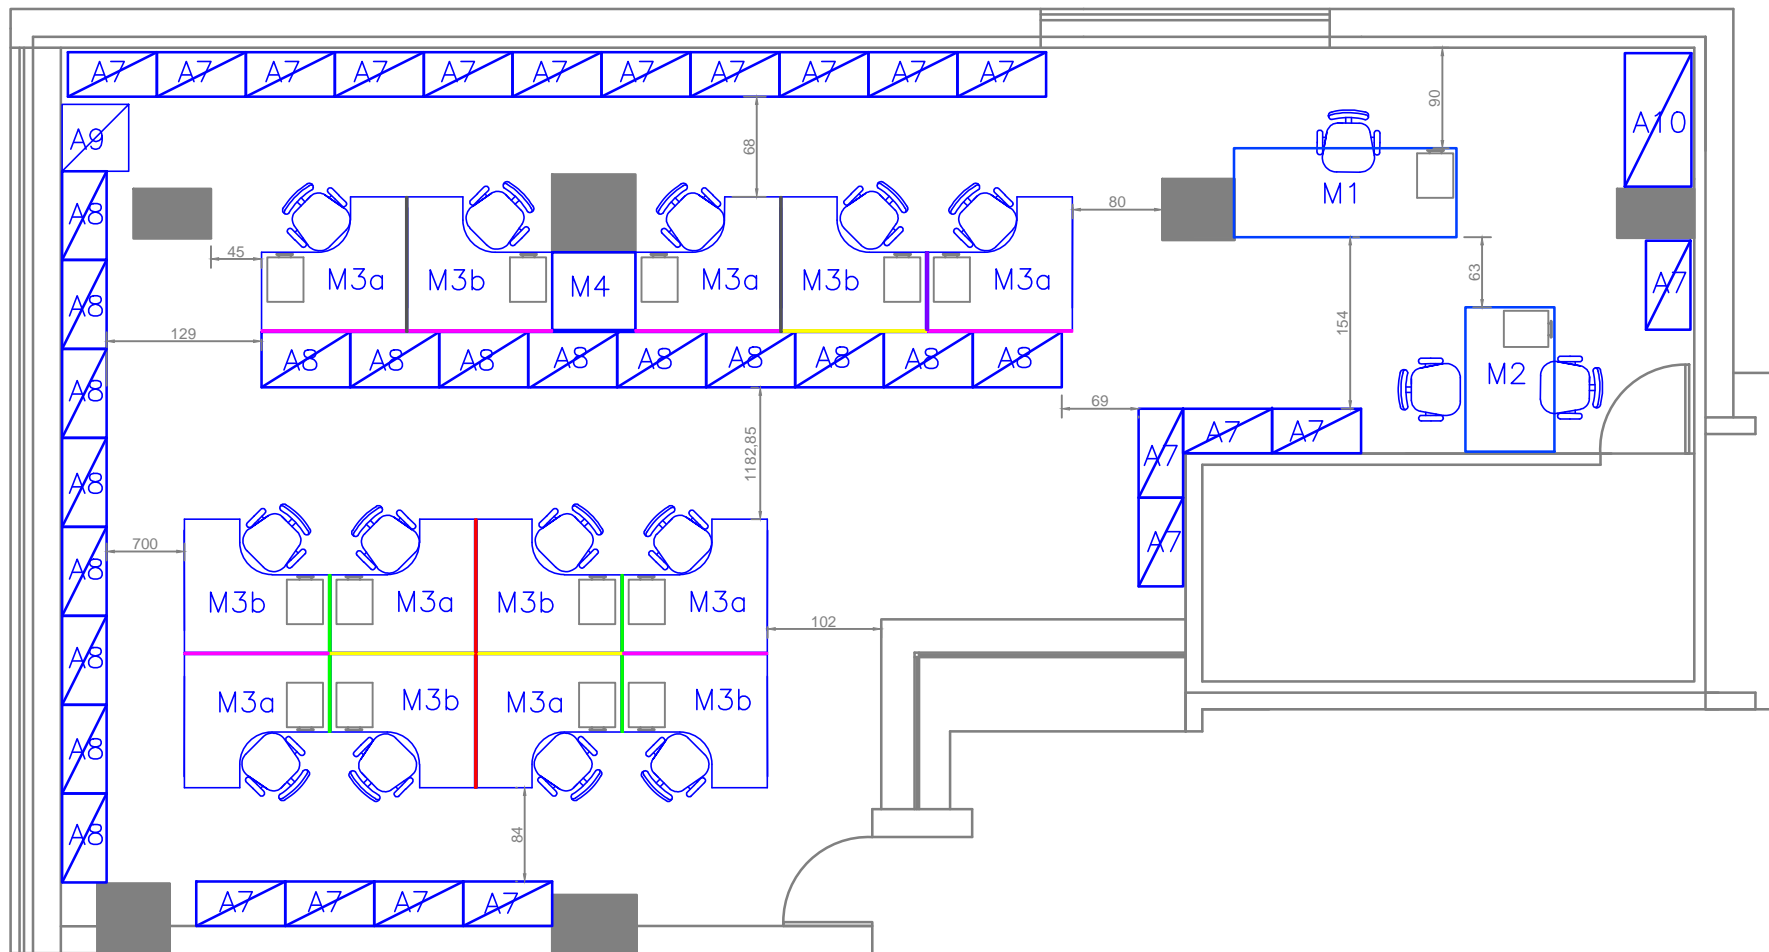 A7 A7 A7 A7 A7 A7 A7 A7 A7 A7 A7
90
A10
A9
68
M1
A8
80
45
M3a M3b M4 M3a M3b M3a
63
A7
A8
154
129
A8 A8 A8 A8 A8 A8 A8 A8 A8
M2
A8
69
A7 A7
1182,85
A7
A8
A7
700
A8
M3b M3a M3b M3a
102
A8
M3a M3b M3a M3b
A8
84
A8
A7 A7 A7 A7